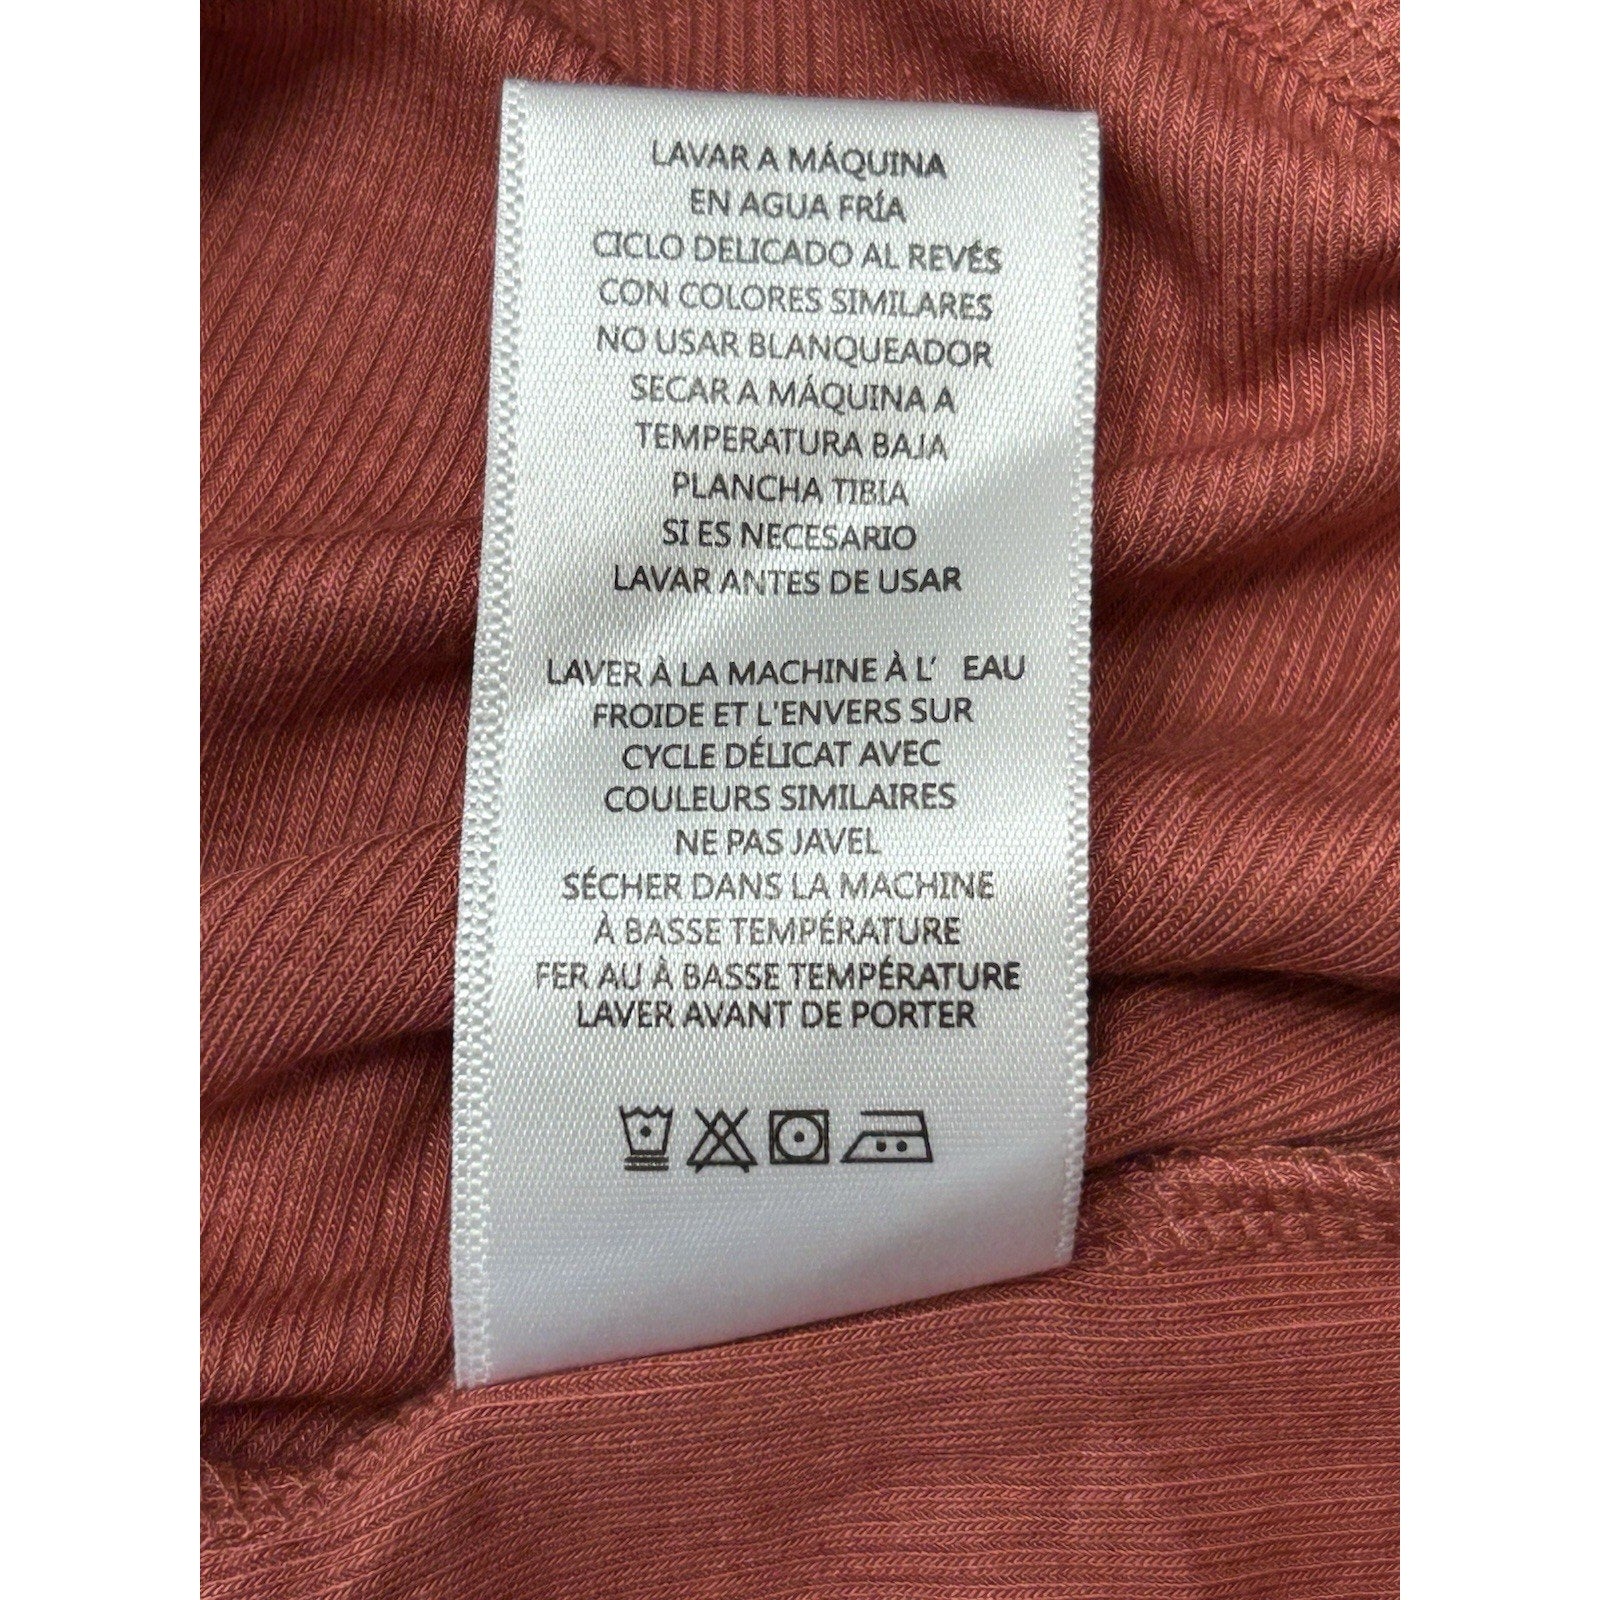 LAVAR A MÁQUINA
EN AGUA FRÍA
CICLO DELICADO AL REVÉS
CON COLORES SIMILARES
NO USAR BLANQUEADOR
SECAR A MÁQUINA A
TEMPERATURA BAJA
PLANCHA TIBIA
SI ES NECESARIO
LAVAR ANTES DE USAR
LAVER À LA MACHINE À L' EAU
FROIDE ET L'ENVERS SUR
CYCLE DÉLICAT AVEC
COULEURS SIMILAIRES
NE PAS JAVEL
SÉCHER DANS LA MACHINE
À BASSE TEMPÉRATURE
FER AU À BASSE TEMPÉRATURE
LAVER AVANT DE PORTER